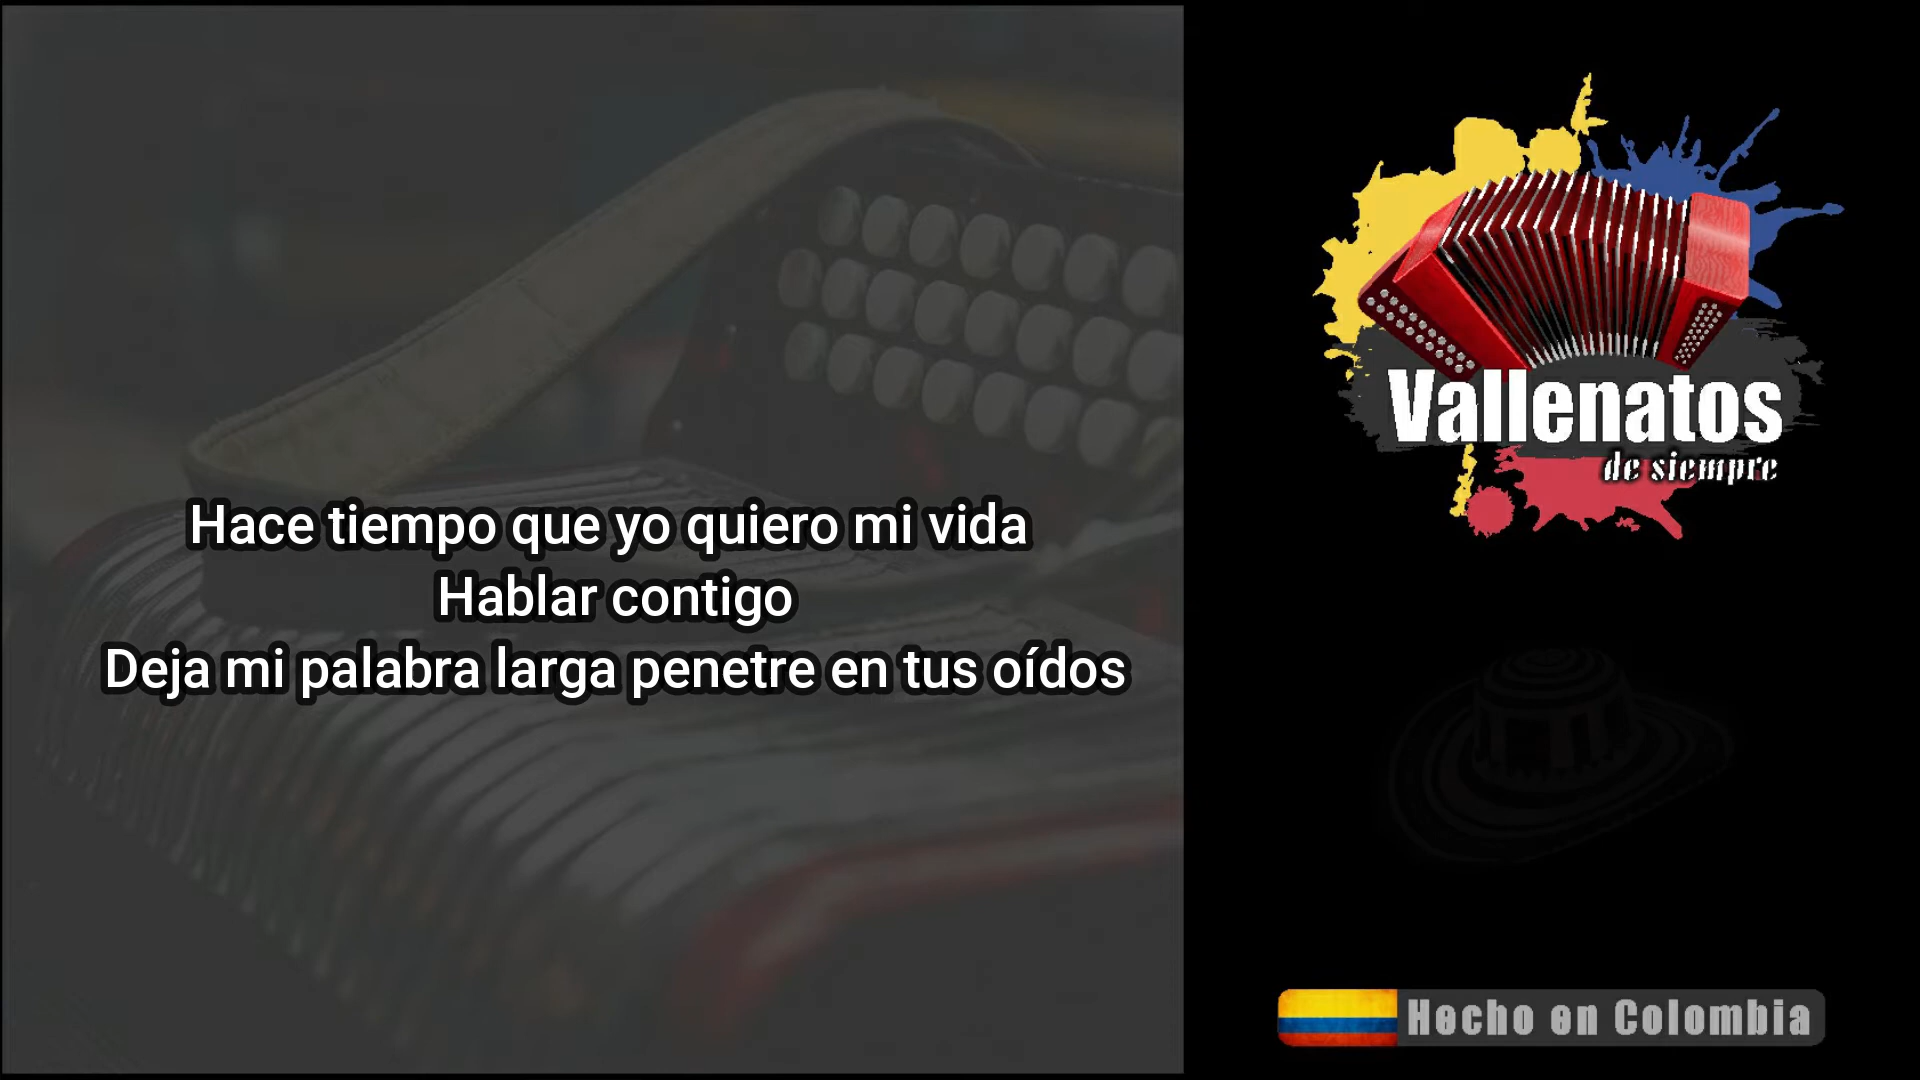 Hace tiempo que yo quiero mi vida
Hablar contigo
Deja mi palabra larga penetre en tus oídos
Vallenatos
de siempre
Hecho en Colombia